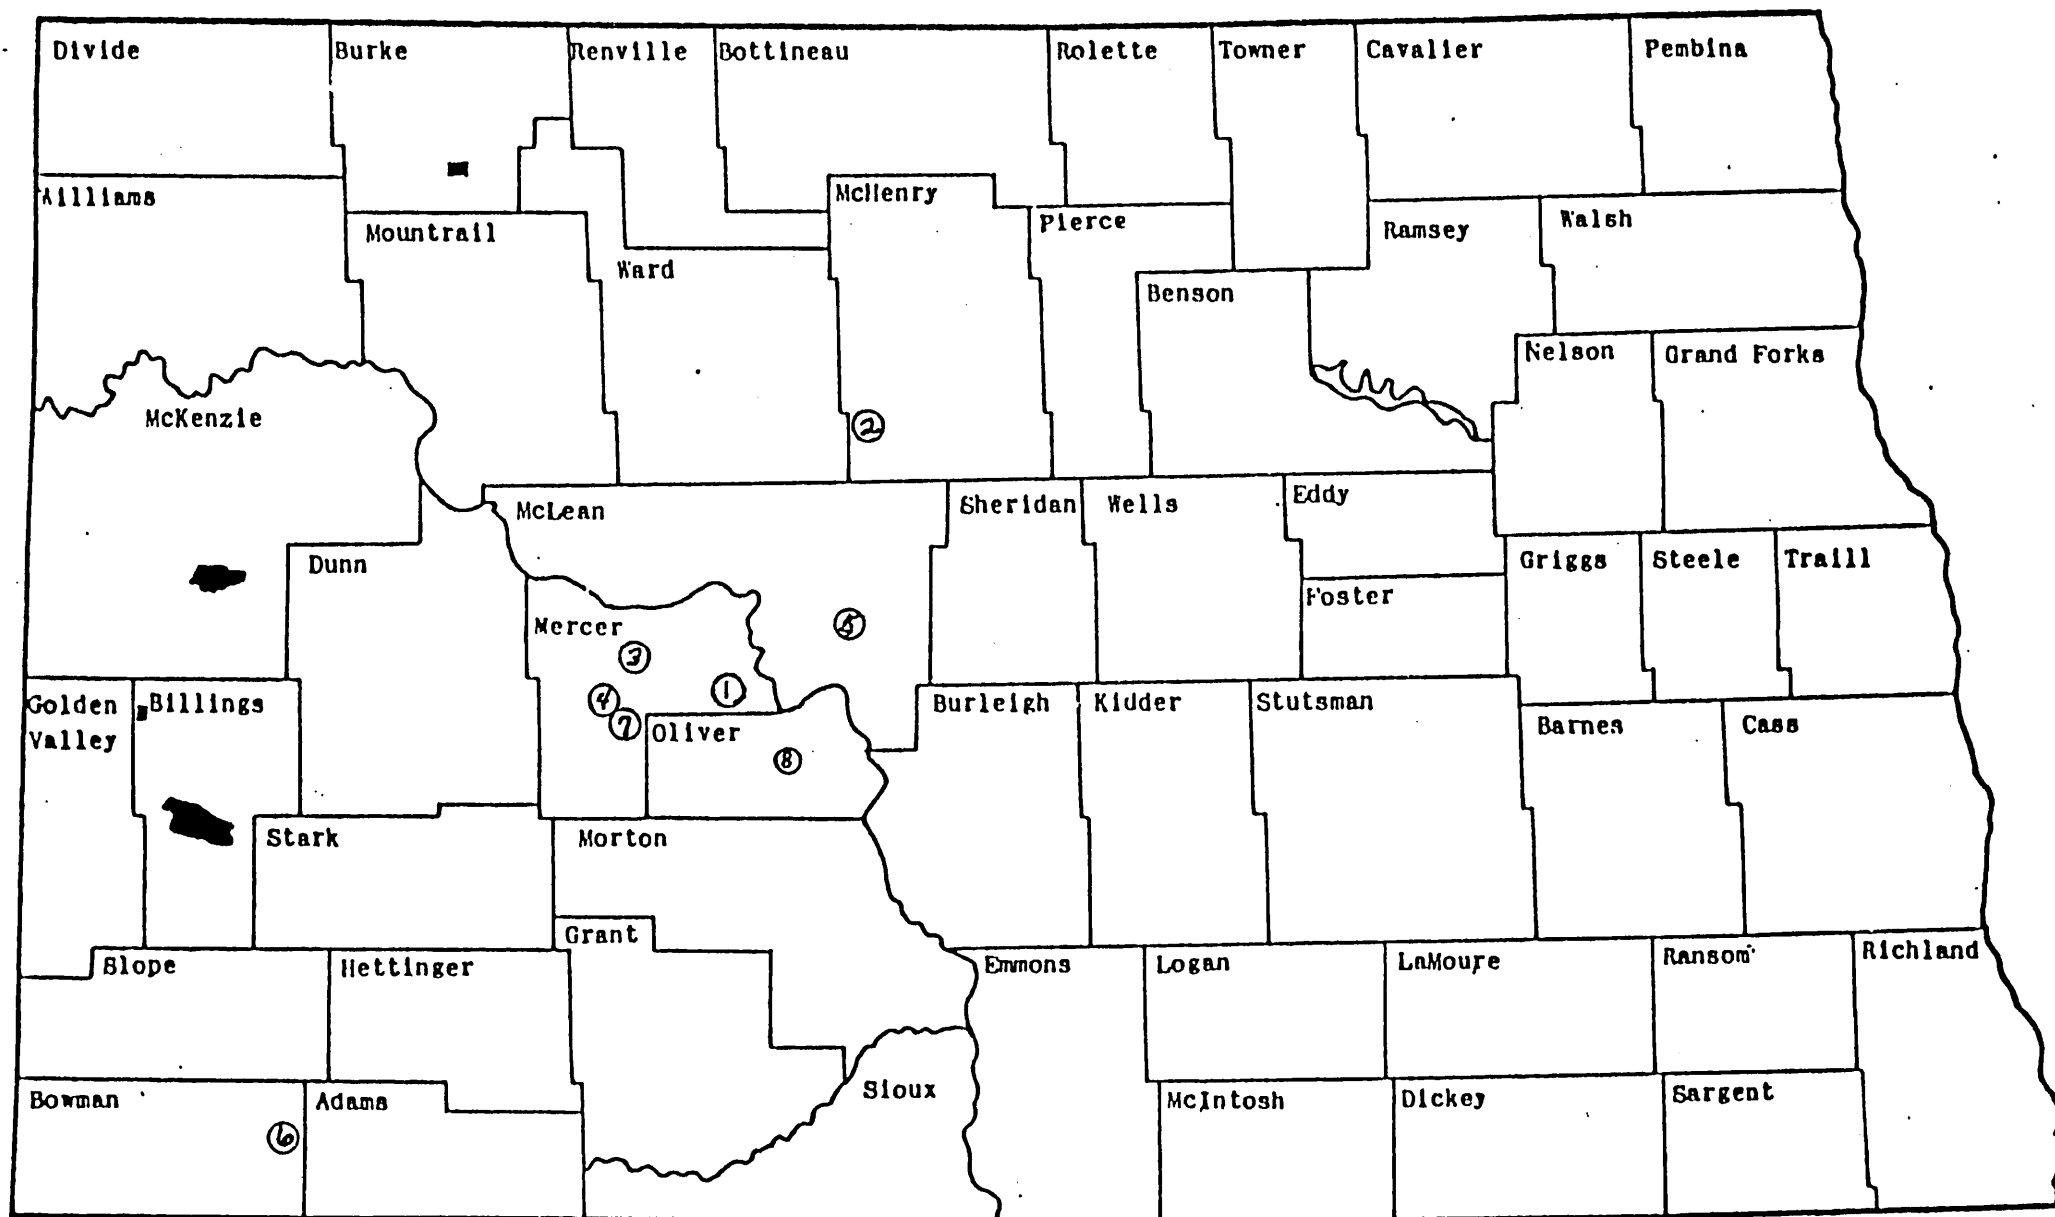 Divide Burke Renville Bottineau Rolette Towner Cavalier Pembina
Williams McHenry
Mountrail Pierce Ramsey Walsh
Ward
Benson
Nelson Grand Forks
McKenzie
2
McLean Sheridan Wells Eddy
Dunn Griggs Steele Traill
Foster
Mercer 5
3
4 1
Golden Valley Billings Burleigh Kidder Stutsman
7 Oliver Barnes Cass
8
Stark Morton
Grant
Slope Hettinger Emmons Logan LaMoure Ransom Richland
Sioux
Bowman Adams McIntosh Dickey Sargent
6